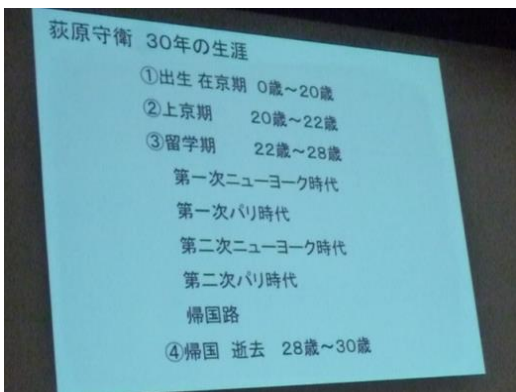 荻原守衛 30年の生涯
①出生 在京期 0歳～20歳
②上京期 20歳～22歳
③留学期 22歳～28歳
第一次ニューヨーク時代
第一次パリ時代
第二次ニューヨーク時代
第二次パリ時代
帰国路
④帰国 逝去 28歳～30歳